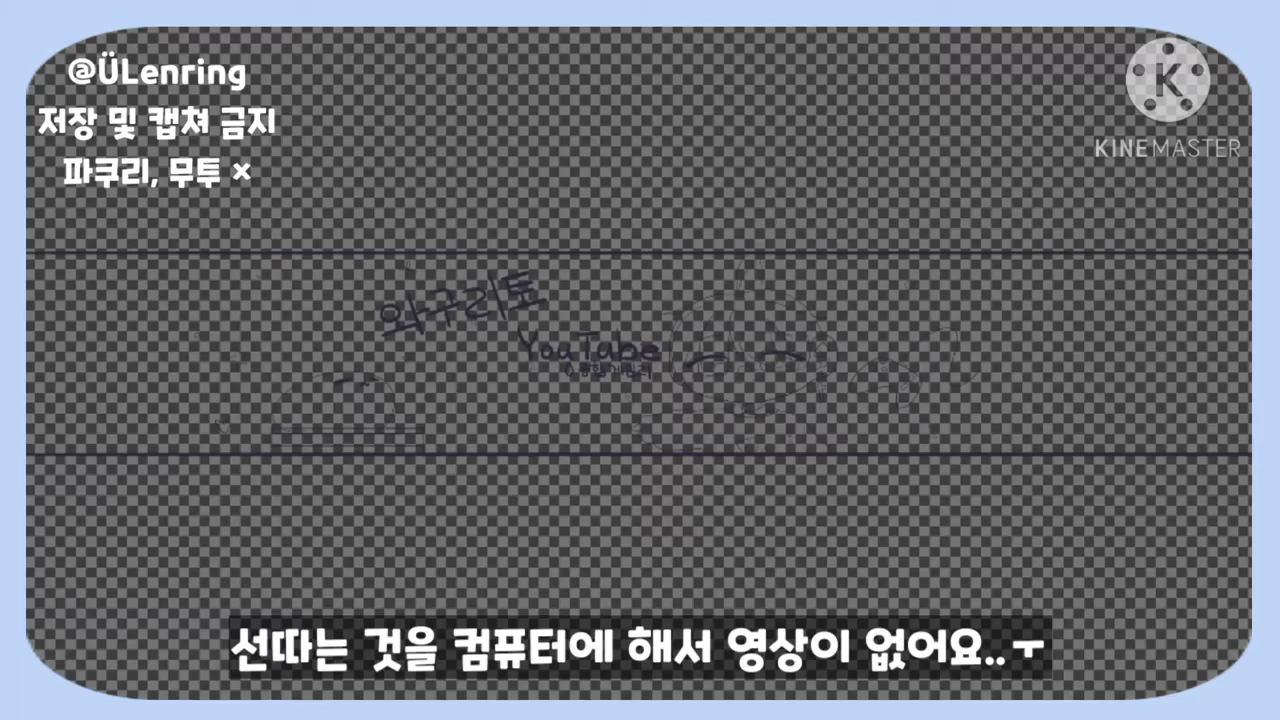 @ÜLenring
저장 및 캡쳐 금지
파쿠리, 무투 ×
KINEMASTER
와구리토
YouTube
선따는 것을 컴퓨터에 해서 영상이 없어요..ㅜ